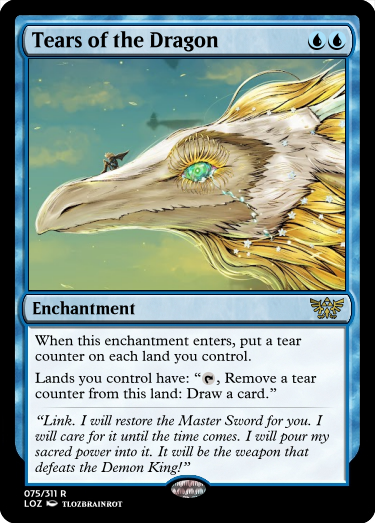 Tears of the Dragon
Enchantment
When this enchantment enters, put a tear
counter on each land you control.
Lands you control have: “, Remove a tear
counter from this land: Draw a card.”
“Link. I will restore the Master Sword for you. I
will care for it until the time comes. I will pour my
sacred power into it. It will be the weapon that
defeats the Demon King!”
075/311 R
LOZ TLOZBRAINROT